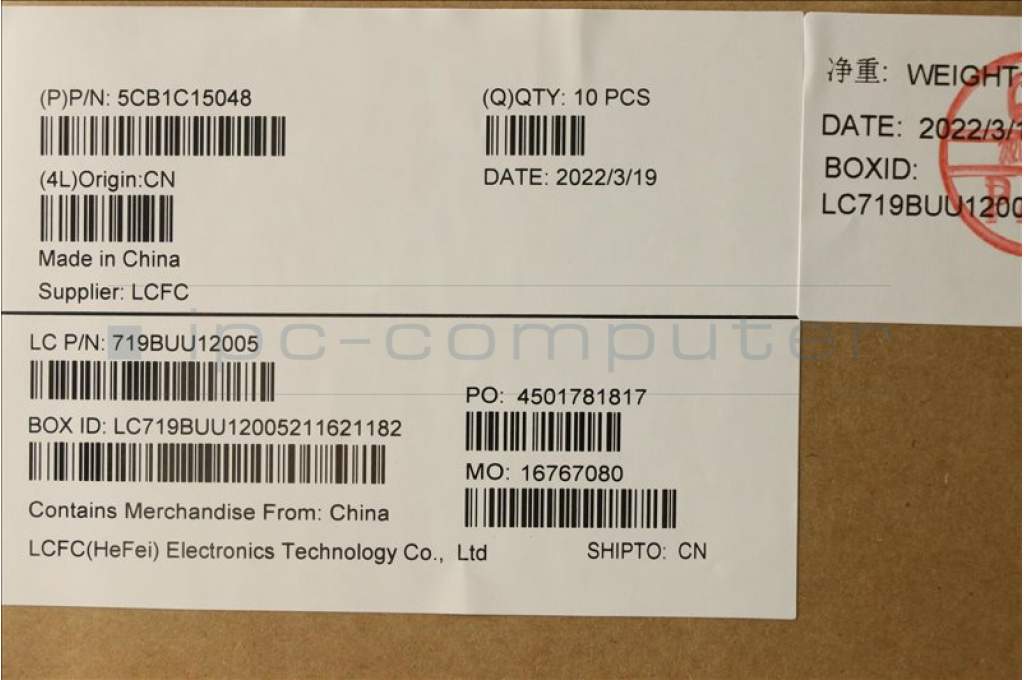 (P)P/N: 5CB1C15048
(Q)QTY: 10 PCS
(4L)Origin:CN
DATE: 2022/3/19
Made in China
Supplier: LCFC
净重: WEIGHT
DATE: 2022/3/
BOXID:
LC719BUU1200
ipc-computer
LC P/N: 719BUU12005
PO: 4501781817
BOX ID: LC719BUU12005211621182
MO: 16767080
Contains Merchandise From: China
LCFC(HeFei) Electronics Technology Co., Ltd
SHIPTO: CN